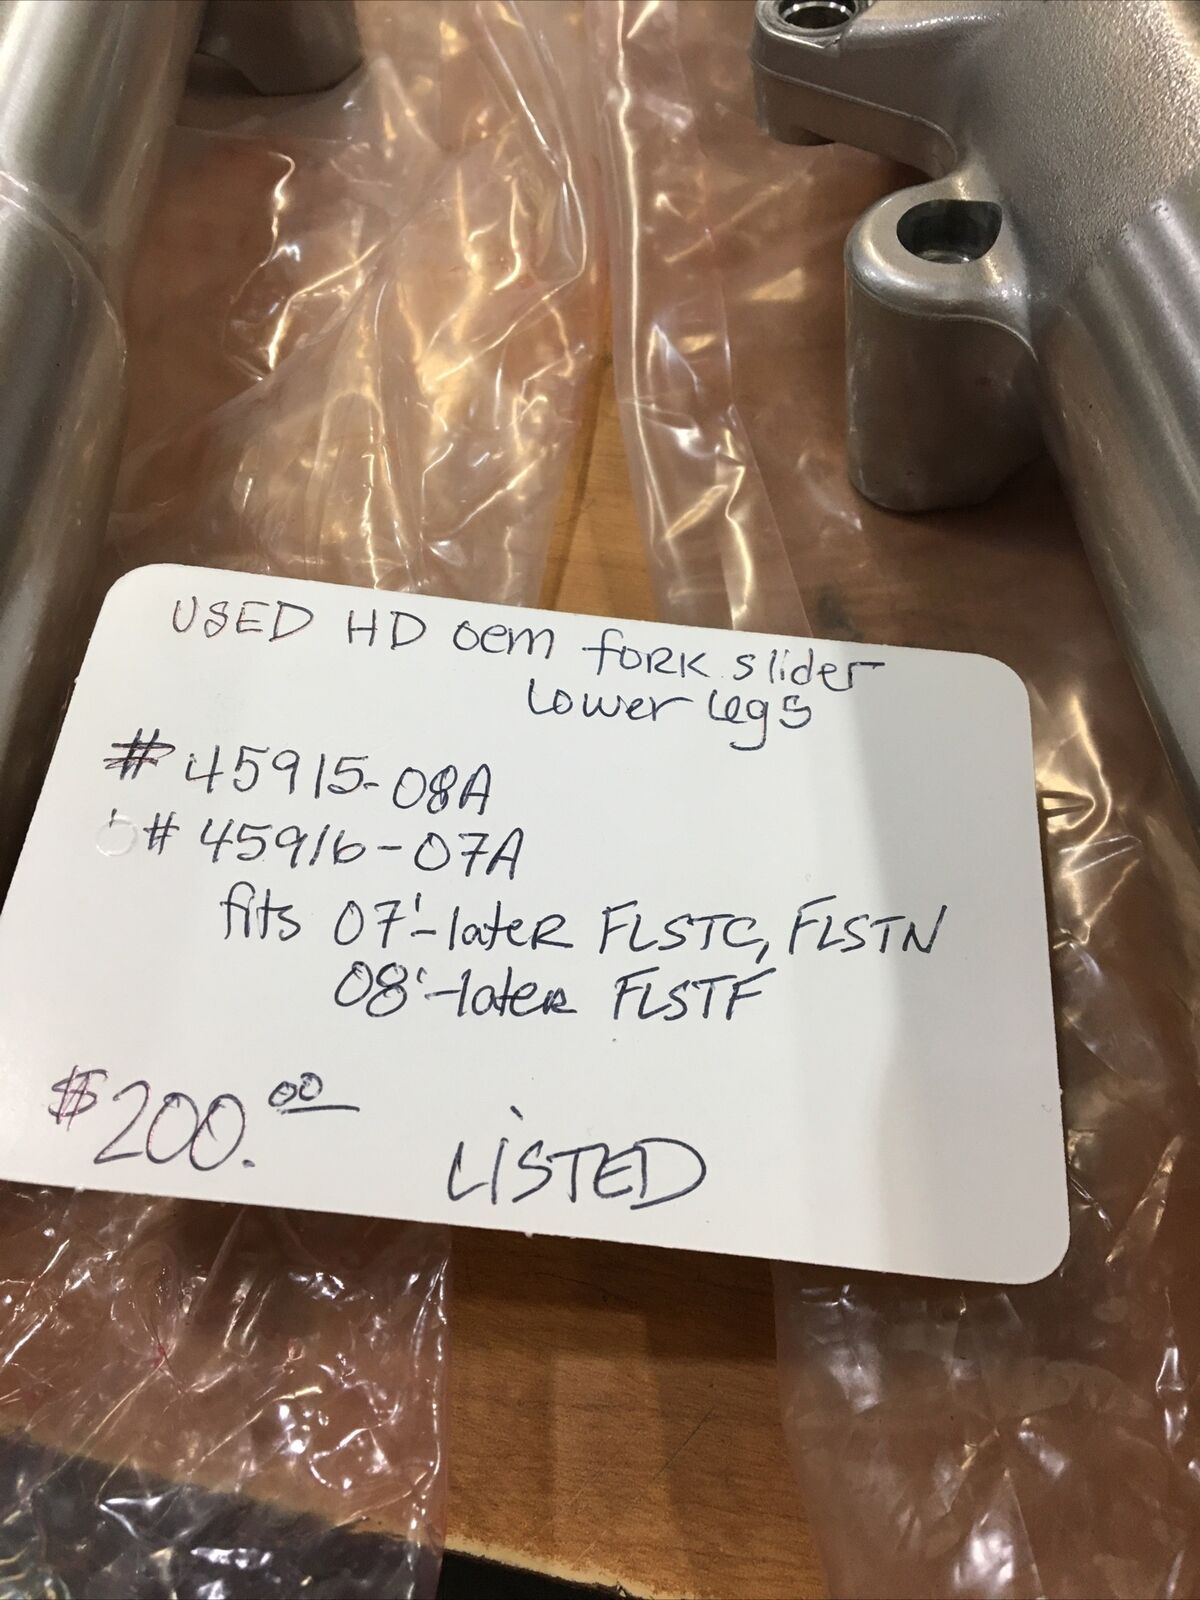 USED HD oem fork slider
Lower legs
# 45915-08A
# 45916-07A
fits 07'-later FLSTC, FLSTN
08'-later FLSTF
$200.00
LISTED